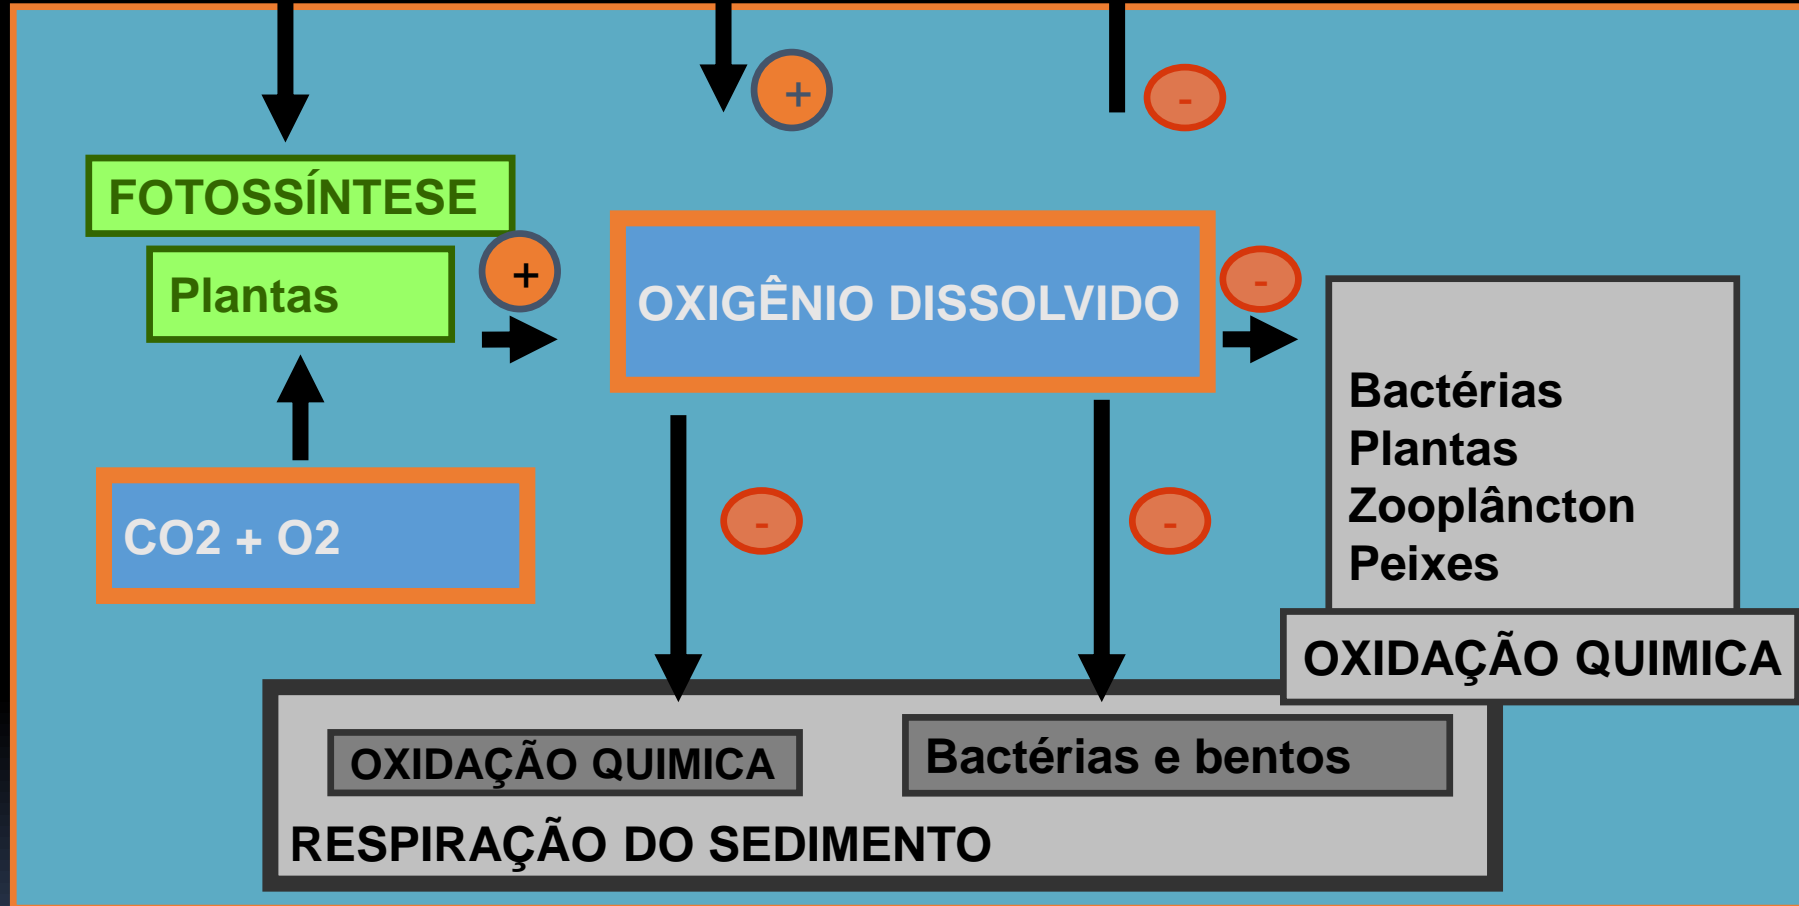 +
-
FOTOSSÍNTESE
Plantas
+
OXIGÊNIO DISSOLVIDO
-
Bactérias
Plantas
Zooplâncton
Peixes
CO2 + O2
-
-
OXIDAÇÃO QUIMICA
OXIDAÇÃO QUIMICA
Bactérias e bentos
RESPIRAÇÃO DO SEDIMENTO